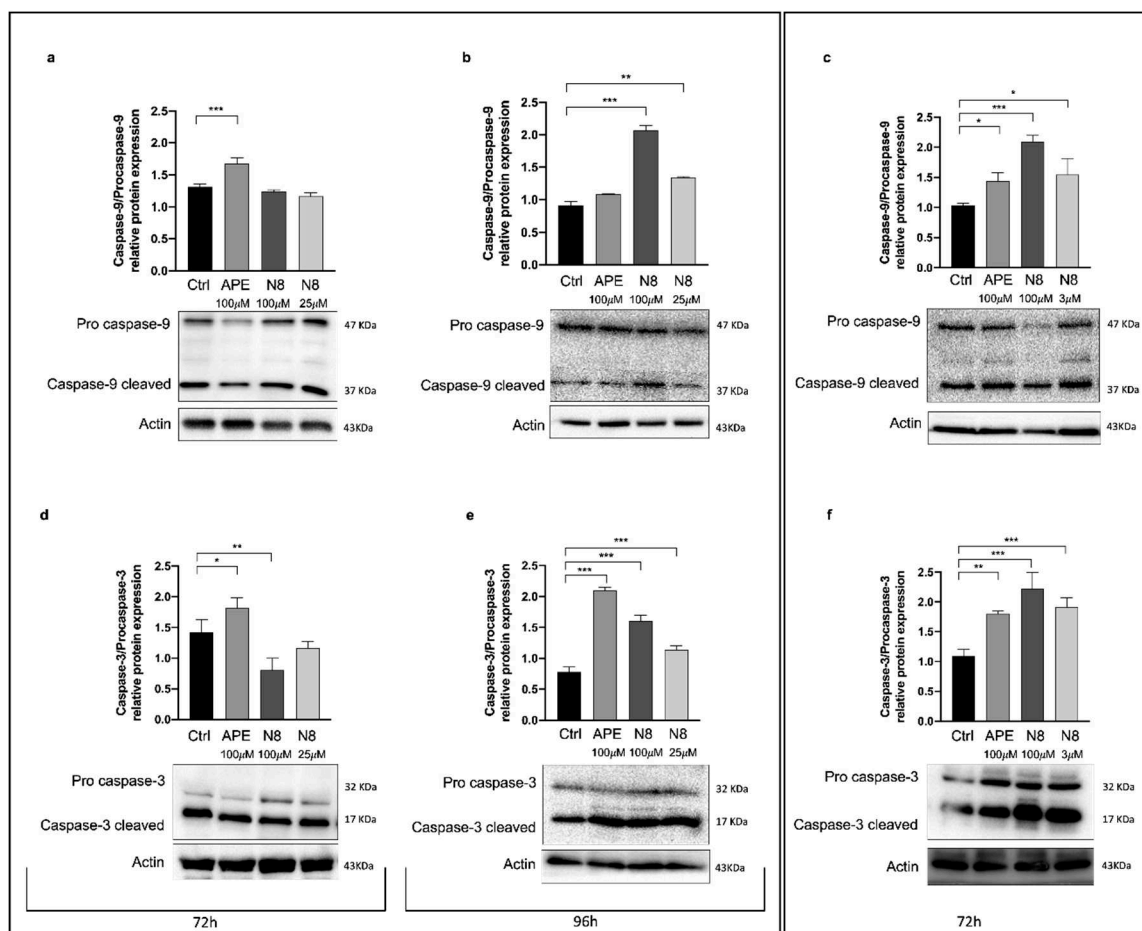 a
Caspase-9/Procaspase-9
relative protein expression
2.5
2.0
1.5
1.0
0.5
0.0
***
Ctrl APE N8 N8
100µM 100µM 25µM
Pro caspase-9
47 KDa
Caspase-9 cleaved
37 KDa
Actin
43KDa
b
Caspase-9/Procaspase-9
relative protein expression
2.5
2.0
1.5
1.0
0.5
0.0
**
***
Ctrl APE N8 N8
100µM 100µM 25µM
Pro caspase-9
47 KDa
Caspase-9 cleaved
37 KDa
Actin
43KDa
c
Caspase-9/Procaspase-9
relative protein expression
2.5
2.0
1.5
1.0
0.5
0.0
*
***
*
Ctrl APE N8 N8
100µM 100µM 3µM
Pro caspase-9
47 KDa
Caspase-9 cleaved
37 KDa
Actin
43KDa
d
Caspase-3/Procaspase-3
relative protein expression
2.5
2.0
1.5
1.0
0.5
0.0
**
*
Ctrl APE N8 N8
100µM 100µM 25µM
Pro caspase-3
32 KDa
Caspase-3 cleaved
17 KDa
Actin
43KDa
e
Caspase-3/Procaspase-3
relative protein expression
2.5
2.0
1.5
1.0
0.5
0.0
***
***
***
Ctrl APE N8 N8
100µM 100µM 25µM
Pro caspase-3
32 KDa
Caspase-3 cleaved
17 KDa
Actin
43KDa
f
Caspase-3/Procaspase-3
relative protein expression
2.5
2.0
1.5
1.0
0.5
0.0
***
***
**
Ctrl APE N8 N8
100µM 100µM 3µM
Pro caspase-3
32 KDa
Caspase-3 cleaved
17 KDa
Actin
43KDa
72h
96h
72h